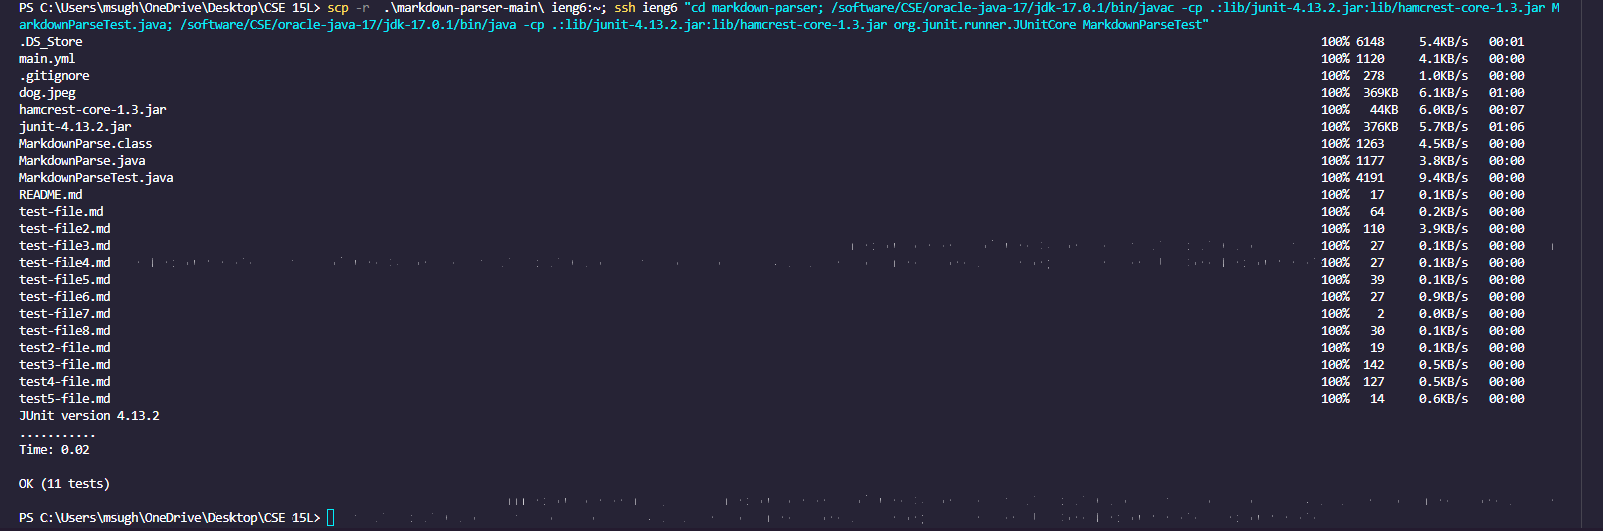 PS C:\Users\msugh\OneDrive\Desktop\CSE 15L> scp -r  .\markdown-parser-main\ ieng6:~; ssh ieng6 "cd markdown-parser; /software/CSE/oracle-java-17/jdk-17.0.1/bin/javac -cp .:lib/junit-4.13.2.jar:lib/hamcrest-core-1.3.jar M
arkdownParseTest.java; /software/CSE/oracle-java-17/jdk-17.0.1/bin/java -cp .:lib/junit-4.13.2.jar:lib/hamcrest-core-1.3.jar org.junit.runner.JUnitCore MarkdownParseTest"
.DS_Store 100% 6148 5.4KB/s 00:01
main.yml 100% 1120 4.1KB/s 00:00
.gitignore 100% 278 1.0KB/s 00:00
dog.jpeg 100% 369KB 6.1KB/s 01:00
hamcrest-core-1.3.jar 100% 44KB 6.0KB/s 00:07
junit-4.13.2.jar 100% 376KB 5.7KB/s 01:06
MarkdownParse.class 100% 1263 4.5KB/s 00:00
MarkdownParse.java 100% 1177 3.8KB/s 00:00
MarkdownParseTest.java 100% 4191 9.4KB/s 00:00
README.md 100% 17 0.1KB/s 00:00
test-file.md 100% 64 0.2KB/s 00:00
test-file2.md 100% 110 3.9KB/s 00:00
test-file3.md 100% 27 0.1KB/s 00:00
test-file4.md 100% 27 0.1KB/s 00:00
test-file5.md 100% 39 0.1KB/s 00:00
test-file6.md 100% 27 0.9KB/s 00:00
test-file7.md 100% 2 0.0KB/s 00:00
test-file8.md 100% 30 0.1KB/s 00:00
test2-file.md 100% 19 0.1KB/s 00:00
test3-file.md 100% 142 0.5KB/s 00:00
test4-file.md 100% 127 0.5KB/s 00:00
test5-file.md 100% 14 0.6KB/s 00:00
JUnit version 4.13.2
...........
Time: 0.02
OK (11 tests)
PS C:\Users\msugh\OneDrive\Desktop\CSE 15L>